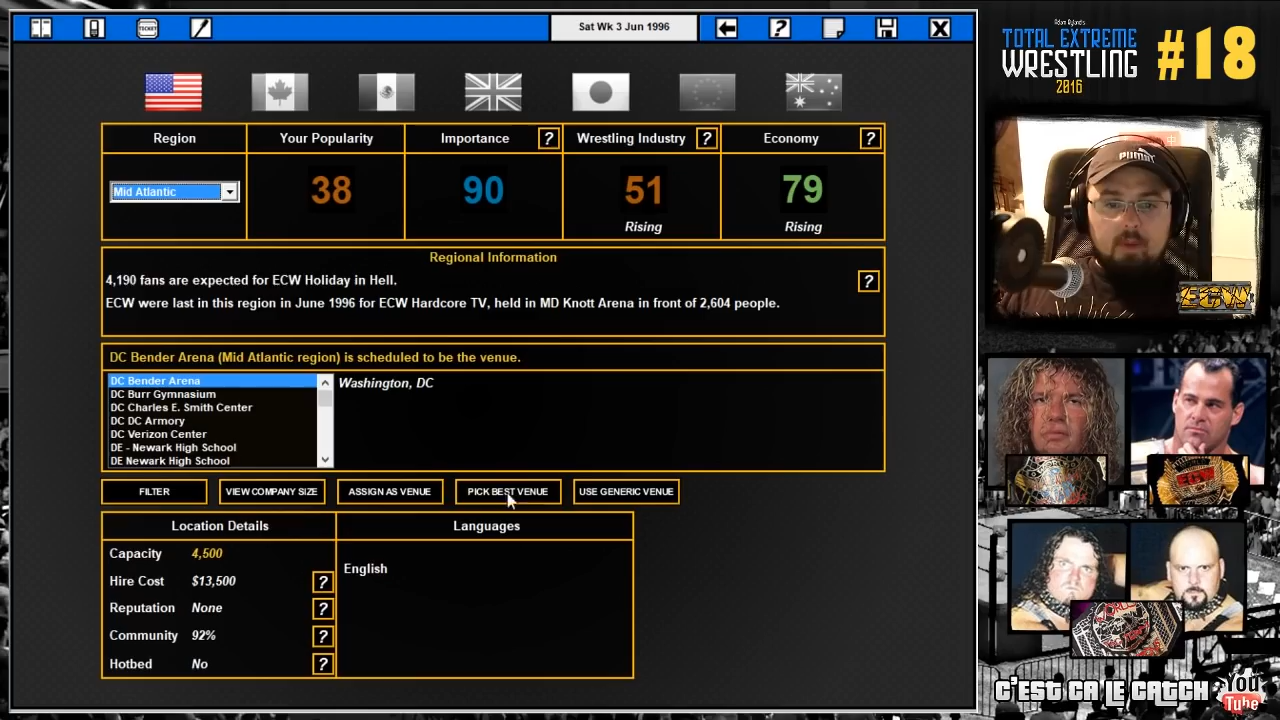 TICKET
Sat Wk 3 Jun 1996
?
X
Adam Ryland's
TOTAL EXTREME
WRESTLING
2016
#18
Region
Your Popularity
Importance ?
Wrestling Industry ?
Economy ?
Mid Atlantic
38
90
51
79
Rising
Rising
PUMA
ECW
Regional Information
4,190 fans are expected for ECW Holiday in Hell.
?
ECW were last in this region in June 1996 for ECW Hardcore TV, held in MD Knott Arena in front of 2,604 people.
DC Bender Arena (Mid Atlantic region) is scheduled to be the venue.
DC Bender Arena
DC Burr Gymnasium
DC Charles E. Smith Center
DC DC Armory
DC Verizon Center
DE - Newark High School
DE Newark High School
Washington, DC
FILTER
VIEW COMPANY SIZE
ASSIGN AS VENUE
PICK BEST VENUE
USE GENERIC VENUE
Location Details
Languages
Capacity 4,500
Hire Cost $13,500 ?
Reputation None ?
Community 92% ?
Hotbed No ?
English
C'EST CA LE CATCH
You
Tube